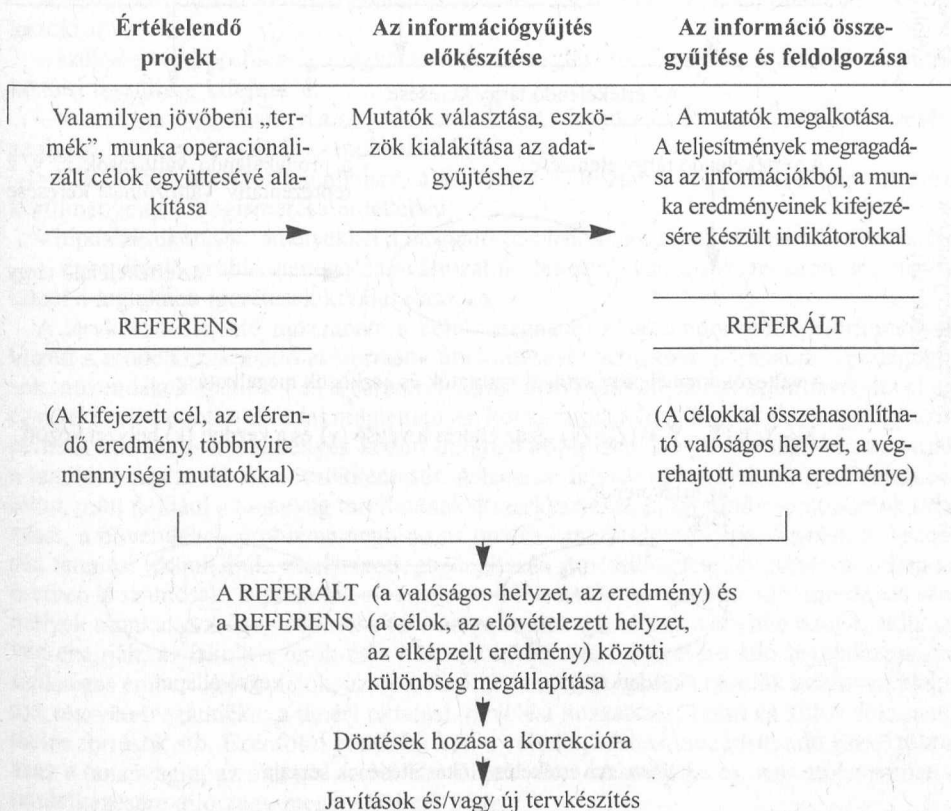 Értékelendő
projekt
Az információgyűjtés
előkészítése
Az információ össze-
gyűjtése és feldolgozása
Valamilyen jövőbeni „ter-
mék”, munka operacionali-
zált célok együttesévé ala-
kítása
Mutatók választása, eszkö-
zök kialakítása az adat-
gyűjtéshez
A mutatók megalkotása.
A teljesítmények megragadá-
sa az információkból, a mun-
ka eredményeinek kifejezé-
sére készült indikátorokkal
REFERENS
REFERÁLT
(A kifejezett cél, az eléren-
dő eredmény, többnyire
mennyiségi mutatókkal)
(A célokkal összehasonlítha-
tó valóságos helyzet, a vég-
rehajtott munka eredménye)
A REFERÁLT (a valóságos helyzet, az eredmény) és
a REFERENS (a célok, az elővételezett helyzet,
az elképzelt eredmény) közötti
különbség megállapítása
Döntések hozása a korrekcióra
Javítások és/vagy új tervkészítés